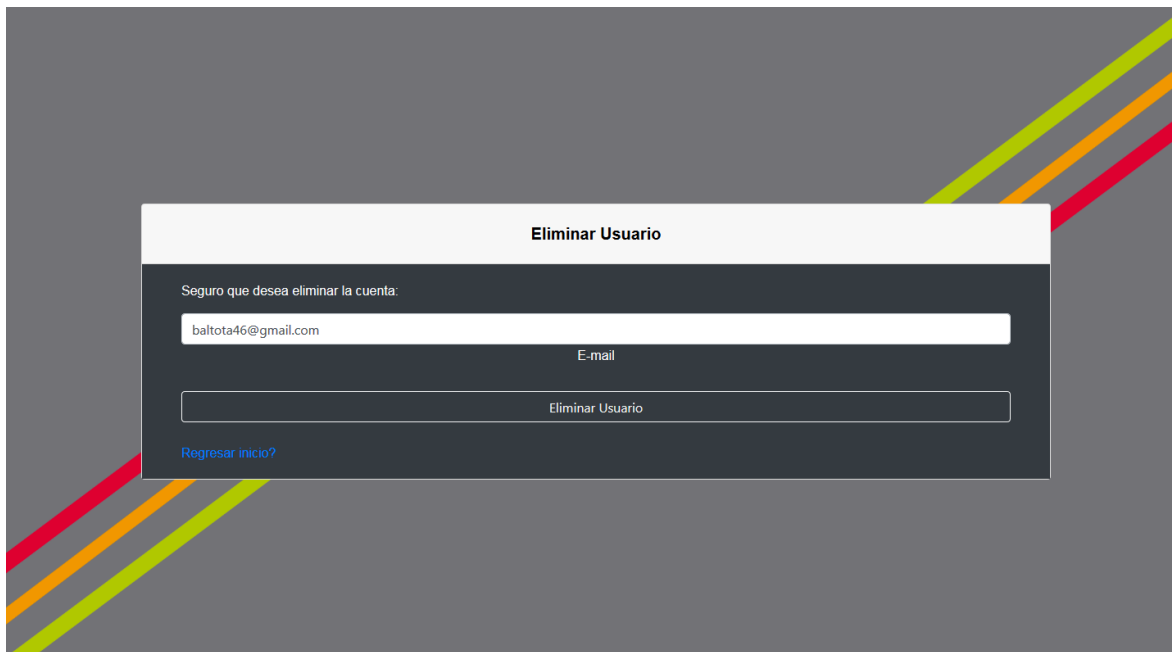 Eliminar Usuario
Seguro que desea eliminar la cuenta:
baltota46@gmail.com
E-mail
Eliminar Usuario
Regresar inicio?